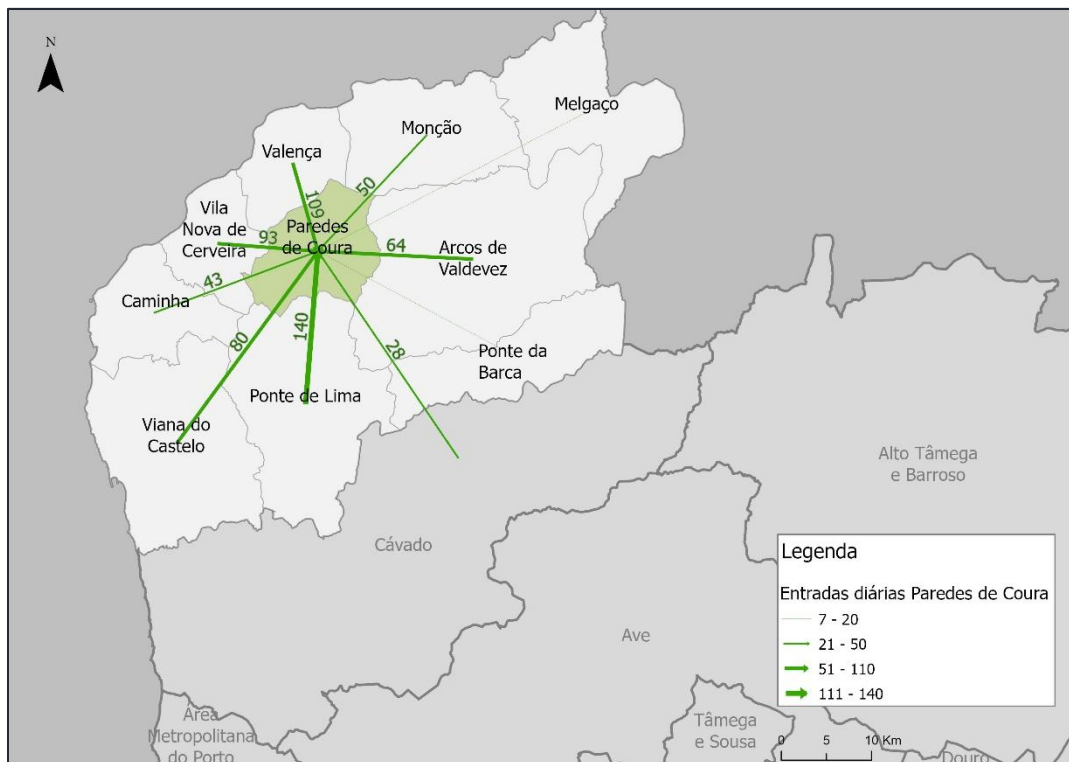 N
Melgaço
Monção
Valença
50
109
Vila
Nova de
Cerveira
93
Paredes
de Coura
64
Arcos de
Valdevez
43
Caminha
80
140
28
Ponte da
Barca
Ponte de Lima
Viana do
Castelo
Alto Tâmega
e Barroso
Cávado
Ave
Área
Metropolitana
do Porto
Tâmega
e Sousa
Douro
Legenda
Entradas diárias Paredes de Coura
7 - 20
21 - 50
51 - 110
111 - 140
0 5 10 Km